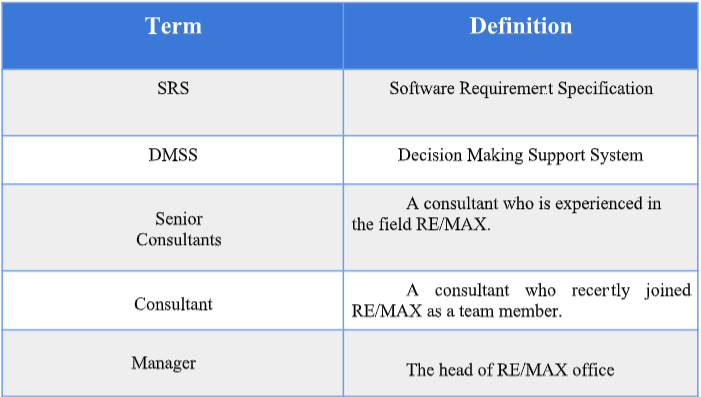 Term
Definition
SRS
Software Requirement Specification
DMSS
Decision Making Support System
Senior
Consultants
A consultant who is experienced in
the field RE/MAX.
Consultant
A consultant who recently joined
RE/MAX as a team member.
Manager
The head of RE/MAX office